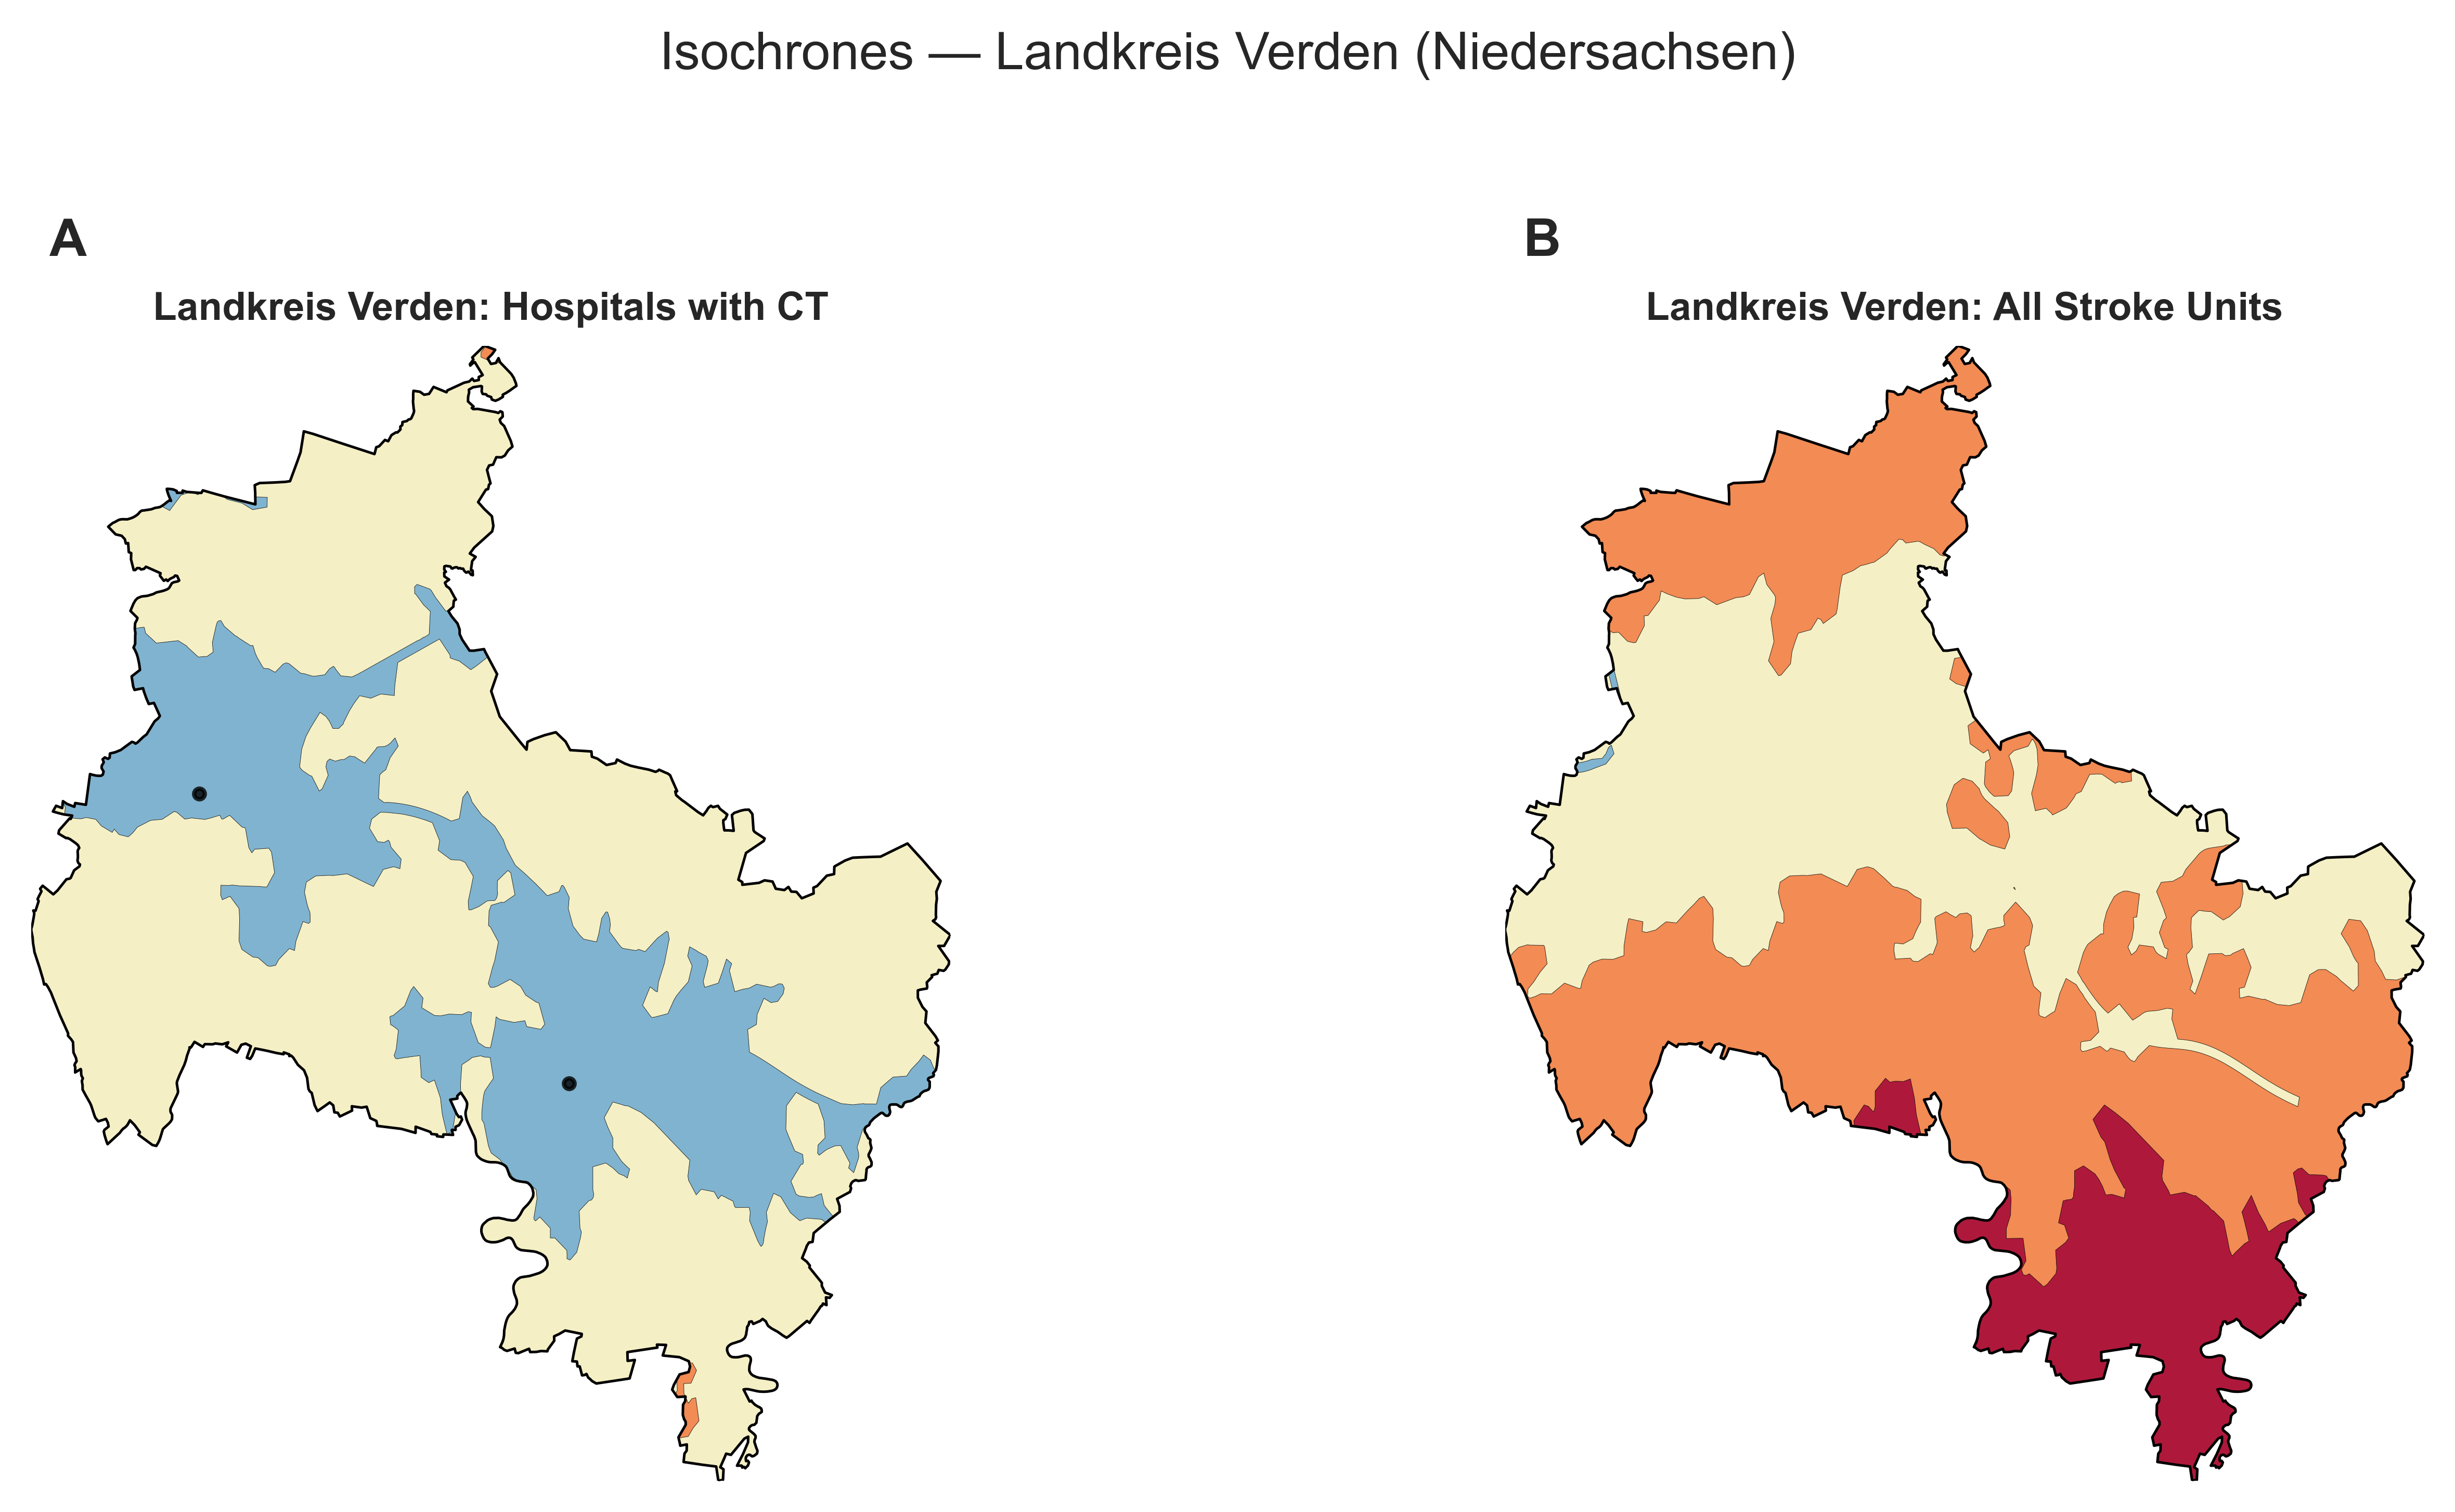 Isochrones — Landkreis Verden (Niedersachsen)
A
Landkreis Verden: Hospitals with CT
B
Landkreis Verden: All Stroke Units